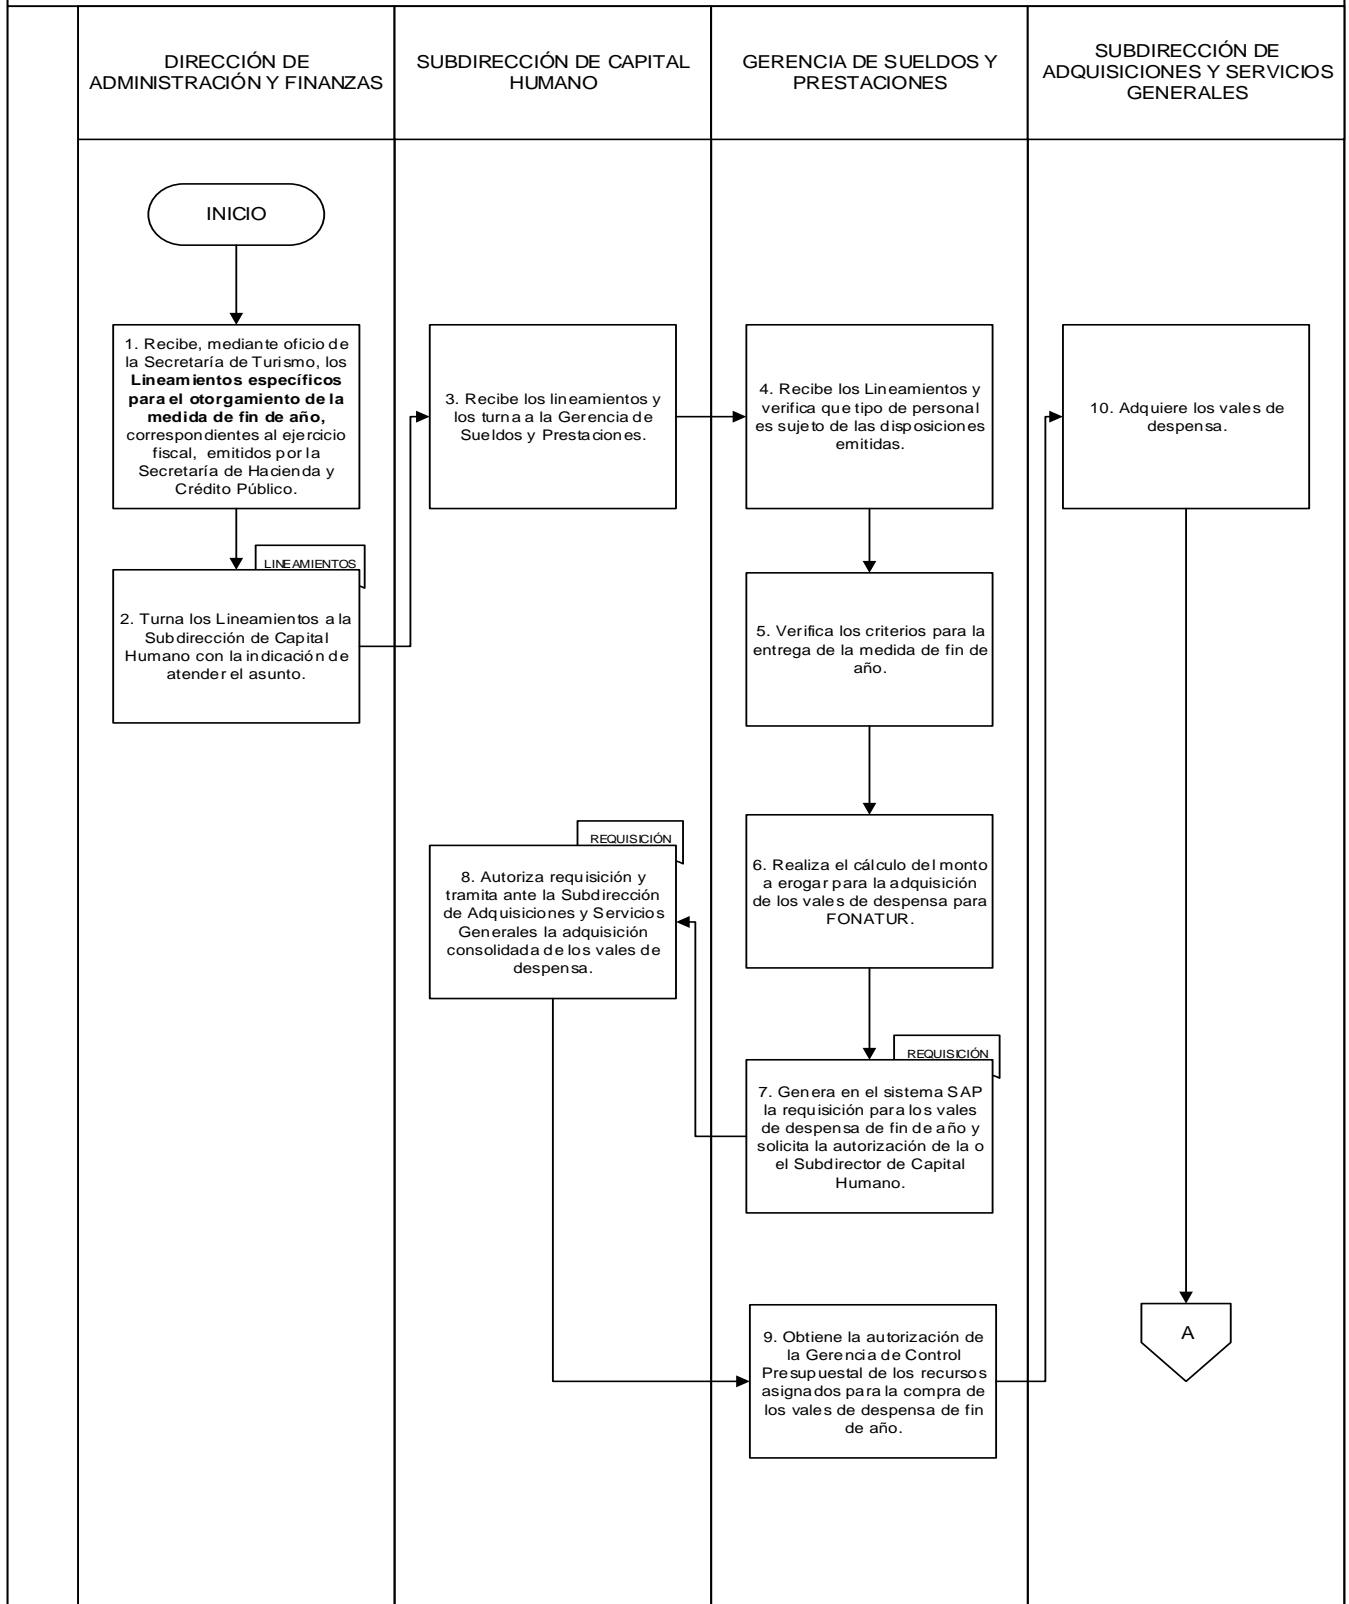 DIRECCIÓN DE
ADMINISTRACIÓN Y FINANZAS
SUBDIRECCIÓN DE CAPITAL
HUMANO
GERENCIA DE SUELDOS Y
PRESTACIONES
SUBDIRECCIÓN DE
ADQUISICIONES Y SERVICIOS
GENERALES
INICIO
1. Recibe, mediante oficio de
la Secretaría de Turismo, los
Lineamientos específicos
para el otorgamiento de la
medida de fin de año,
correspondientes al ejercicio
fiscal, emitidos por la
Secretaría de Hacienda y
Crédito Público.
LINEAMIENTOS
2. Turna los Lineamientos a la
Subdirección de Capital
Humano con la indicación de
atender el asunto.
3. Recibe los lineamientos y
los turna a la Gerencia de
Sueldos y Prestaciones.
4. Recibe los Lineamientos y
verifica que tipo de personal
es sujeto de las disposiciones
emitidas.
5. Verifica los criterios para la
entrega de la medida de fin de
año.
6. Realiza el cálculo del monto
a erogar para la adquisición
de los vales de despensa para
FONATUR.
REQUISICIÓN
7. Genera en el sistema SAP
la requisición para los vales
de despensa de fin de año y
solicita la autorización de la o
el Subdirector de Capital
Humano.
REQUISICIÓN
8. Autoriza requisición y
tramita ante la Subdirección
de Adquisiciones y Servicios
Generales la adquisición
consolidada de los vales de
despensa.
9. Obtiene la autorización de
la Gerencia de Control
Presupuestal de los recursos
asignados para la compra de
los vales de despensa de fin
de año.
10. Adquiere los vales de
despensa.
A